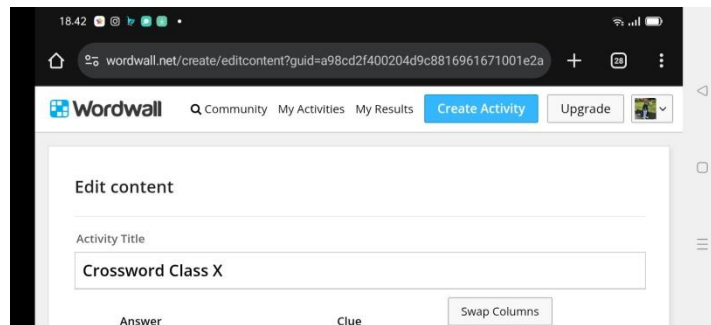 18.42
wordwall.net/create/editcontent?guid=a98cd2f400204d9c8816961671001e2a 28
Wordwall Community My Activities My Results Create Activity Upgrade
Edit content
Activity Title
Crossword Class X
Swap Columns
Answer Clue